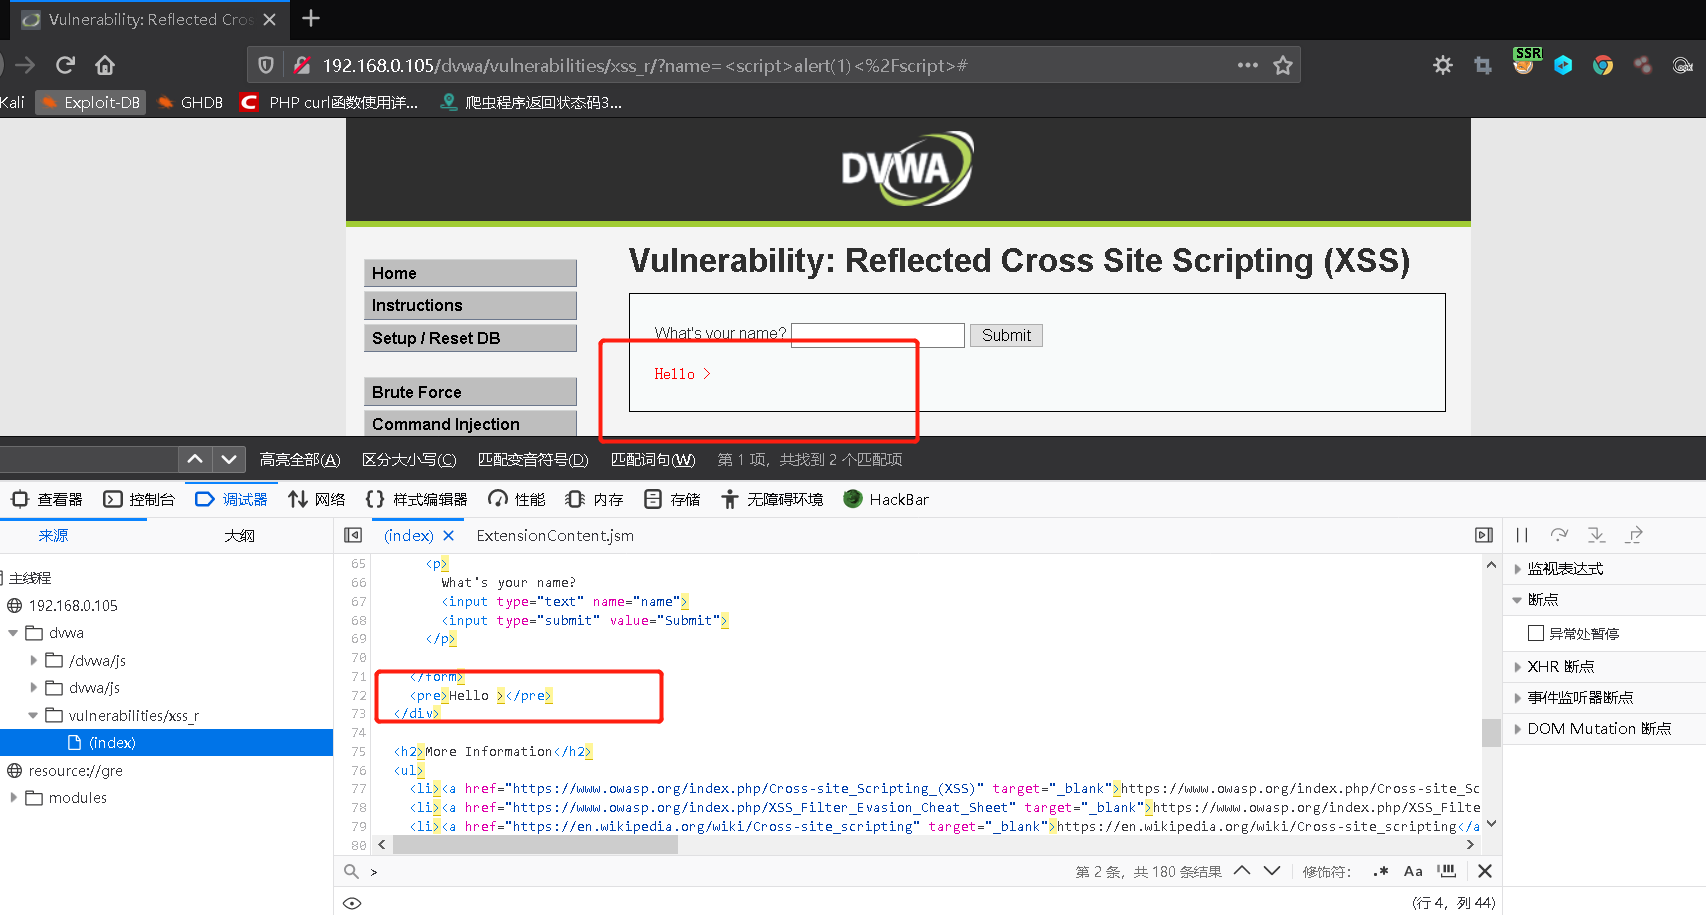 Vulnerability: Reflected Cros
SSR
192.168.0.105/dvwa/vulnerabilities/xss_r/?name=<script>alert(1)<%2Fscript>#
Kali
Exploit-DB
GHDB
PHP curl函数使用详...
爬虫程序返回状态码3...
DVWA
Vulnerability: Reflected Cross Site Scripting (XSS)
Home
Instructions
Setup / Reset DB
Brute Force
Command Injection
What's your name?
Submit
Hello >
高亮全部(A)
区分大小写(C)
匹配变音符号(D)
匹配词句(W)
第 1 项，共找到 2 个匹配项
查看器
控制台
调试器
网络
样式编辑器
性能
内存
存储
无障碍环境
HackBar
来源
大纲
(index)
ExtensionContent.jsm
主线程
192.168.0.105
dvwa
/dvwa/js
dvwa/js
vulnerabilities/xss_r
(index)
resource://gre
modules
65 <p>
66 What's your name?
67 <input type="text" name="name">
68 <input type="submit" value="Submit">
69 </p>
70
71 </form>
72 <pre>Hello ></pre>
73 </div>
74
75 <h2>More Information</h2>
76 <ul>
77 <li><a href="https://www.owasp.org/index.php/Cross-site_Scripting_(XSS)" target="_blank">https://www.owasp.org/index.php/Cross-site_Sc
78 <li><a href="https://www.owasp.org/index.php/XSS_Filter_Evasion_Cheat_Sheet" target="_blank">https://www.owasp.org/index.php/XSS_Filte
79 <li><a href="https://en.wikipedia.org/wiki/Cross-site_scripting" target="_blank">https://en.wikipedia.org/wiki/Cross-site_scripting</a
80
>
第 2 条，共 180 条结果
修饰符：
.*
Aa
(行 4，列 44)
监视表达式
断点
异常处暂停
XHR 断点
事件监听器断点
DOM Mutation 断点